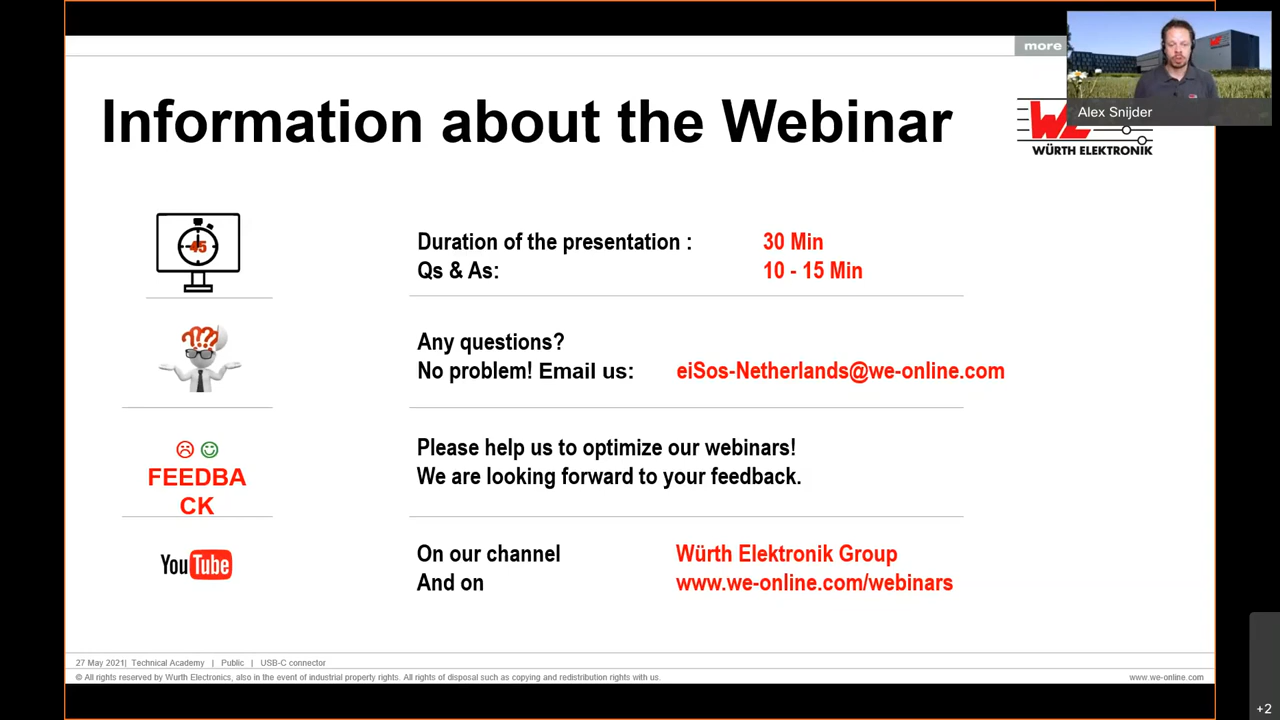 more
Alex Snijder
Information about the Webinar
WÜRTH ELEKTRONIK
45
Duration of the presentation : 30 Min
Qs & As: 10 - 15 Min
???
Any questions?
No problem! Email us: eiSos-Netherlands@we-online.com
FEEDBA
CK
Please help us to optimize our webinars!
We are looking forward to your feedback.
YouTube
On our channel Würth Elektronik Group
And on www.we-online.com/webinars
27 May 2021| Technical Academy | Public | USB-C connector
© All rights reserved by Wurth Electronics, also in the event of industrial property rights. All rights of disposal such as copying and redistribution rights with us.
www.we-online.com
+2